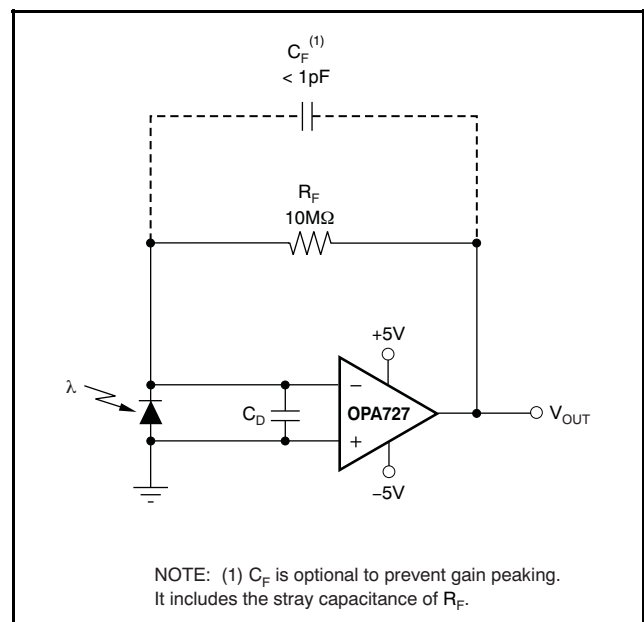 C_F^(1)
< 1pF
R_F
10MΩ
+5V
λ
−
OPA727
C_D
+
V_OUT
−5V
NOTE: (1) C_F is optional to prevent gain peaking.
It includes the stray capacitance of R_F.